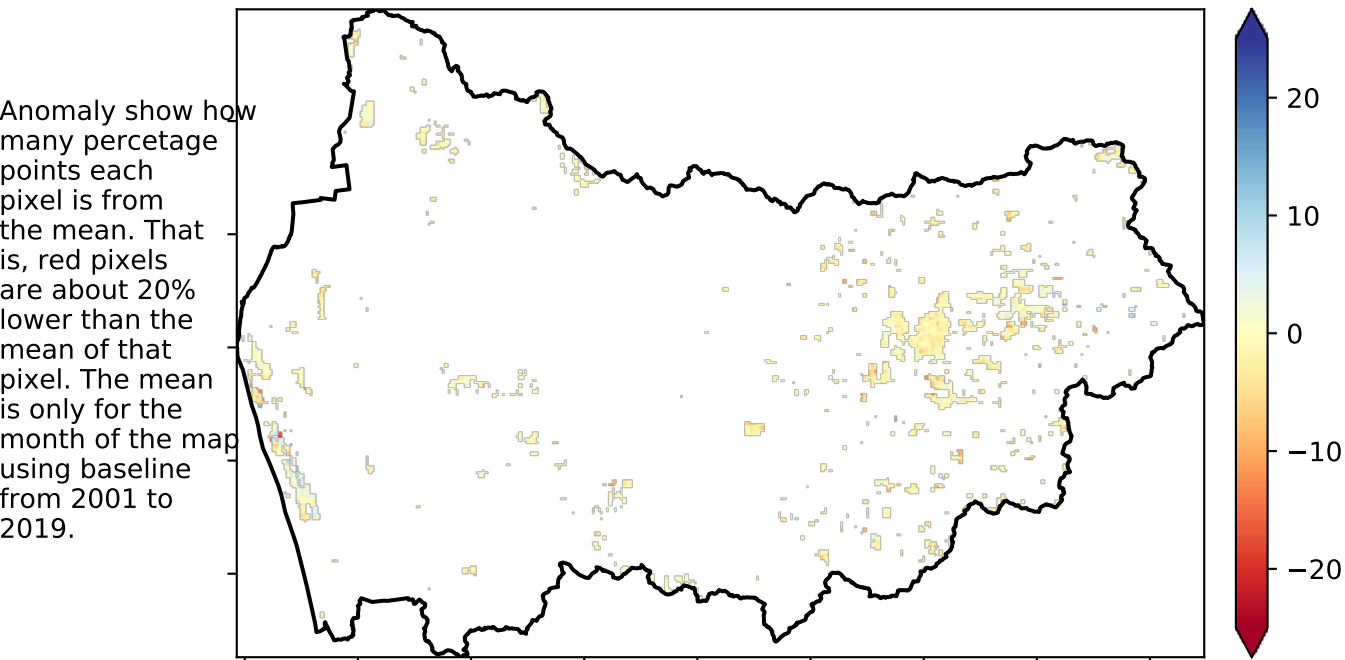 Anomaly show how
many percetage
points each
pixel is from
the mean. That
is, red pixels
are about 20%
lower than the
mean of that
pixel. The mean
is only for the
month of the map
using baseline
from 2001 to
2019.
20
10
0
−10
−20